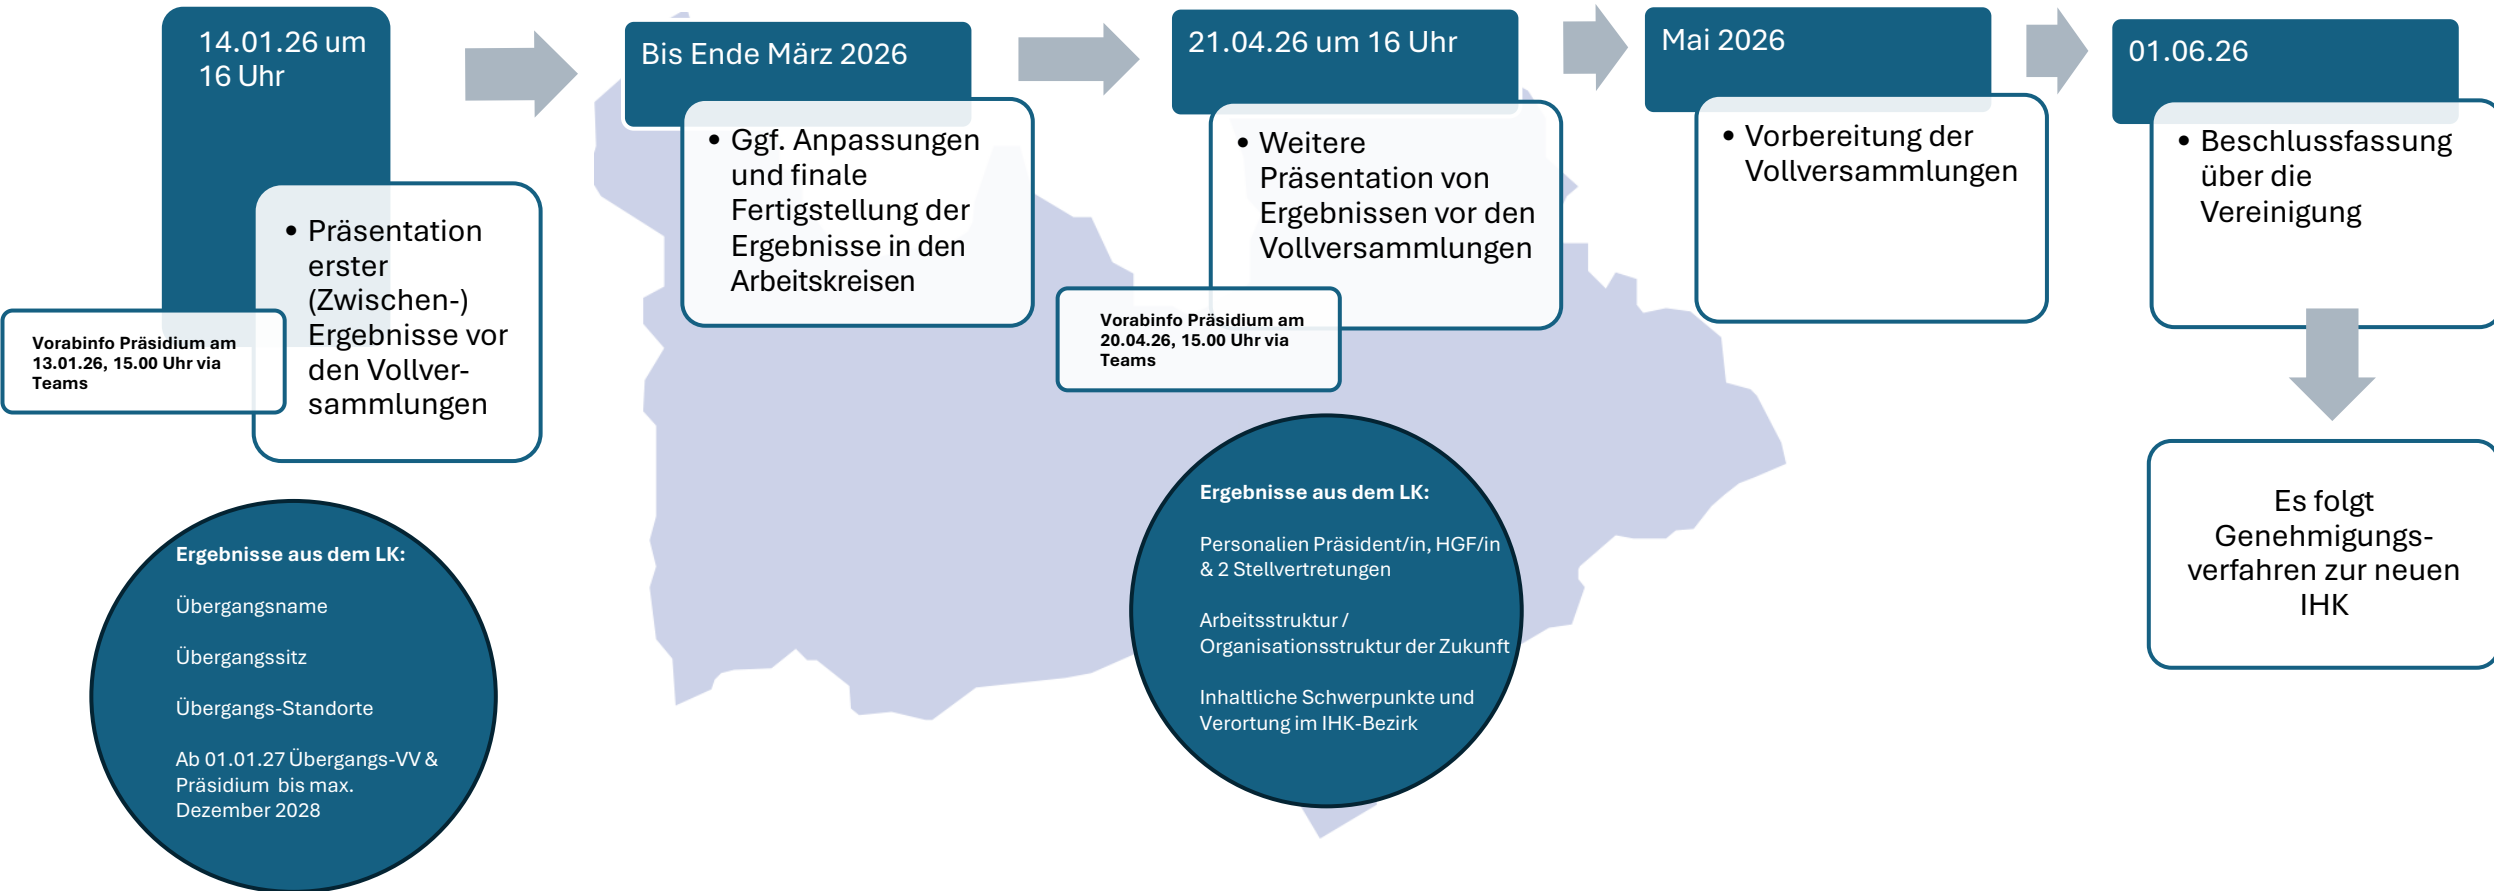 14.01.26 um
16 Uhr
• Präsentation
erster
(Zwischen-)
Ergebnisse vor
den Vollver-
sammlungen
Vorabinfo Präsidium am
13.01.26, 15.00 Uhr via
Teams
Bis Ende März 2026
• Ggf. Anpassungen
und finale
Fertigstellung der
Ergebnisse in den
Arbeitskreisen
21.04.26 um 16 Uhr
• Weitere
Präsentation von
Ergebnissen vor den
Vollversammlungen
Vorabinfo Präsidium am
20.04.26, 15.00 Uhr via
Teams
Mai 2026
• Vorbereitung der
Vollversammlungen
01.06.26
• Beschlussfassung
über die
Vereinigung
Es folgt
Genehmigungs-
verfahren zur neuen
IHK
Ergebnisse aus dem LK:
Übergangsname
Übergangssitz
Übergangs-Standorte
Ab 01.01.27 Übergangs-VV &
Präsidium  bis max.
Dezember 2028
Ergebnisse aus dem LK:
Personalien Präsident/in, HGF/in
& 2 Stellvertretungen
Arbeitsstruktur /
Organisationsstruktur der Zukunft
Inhaltliche Schwerpunkte und
Verortung im IHK-Bezirk